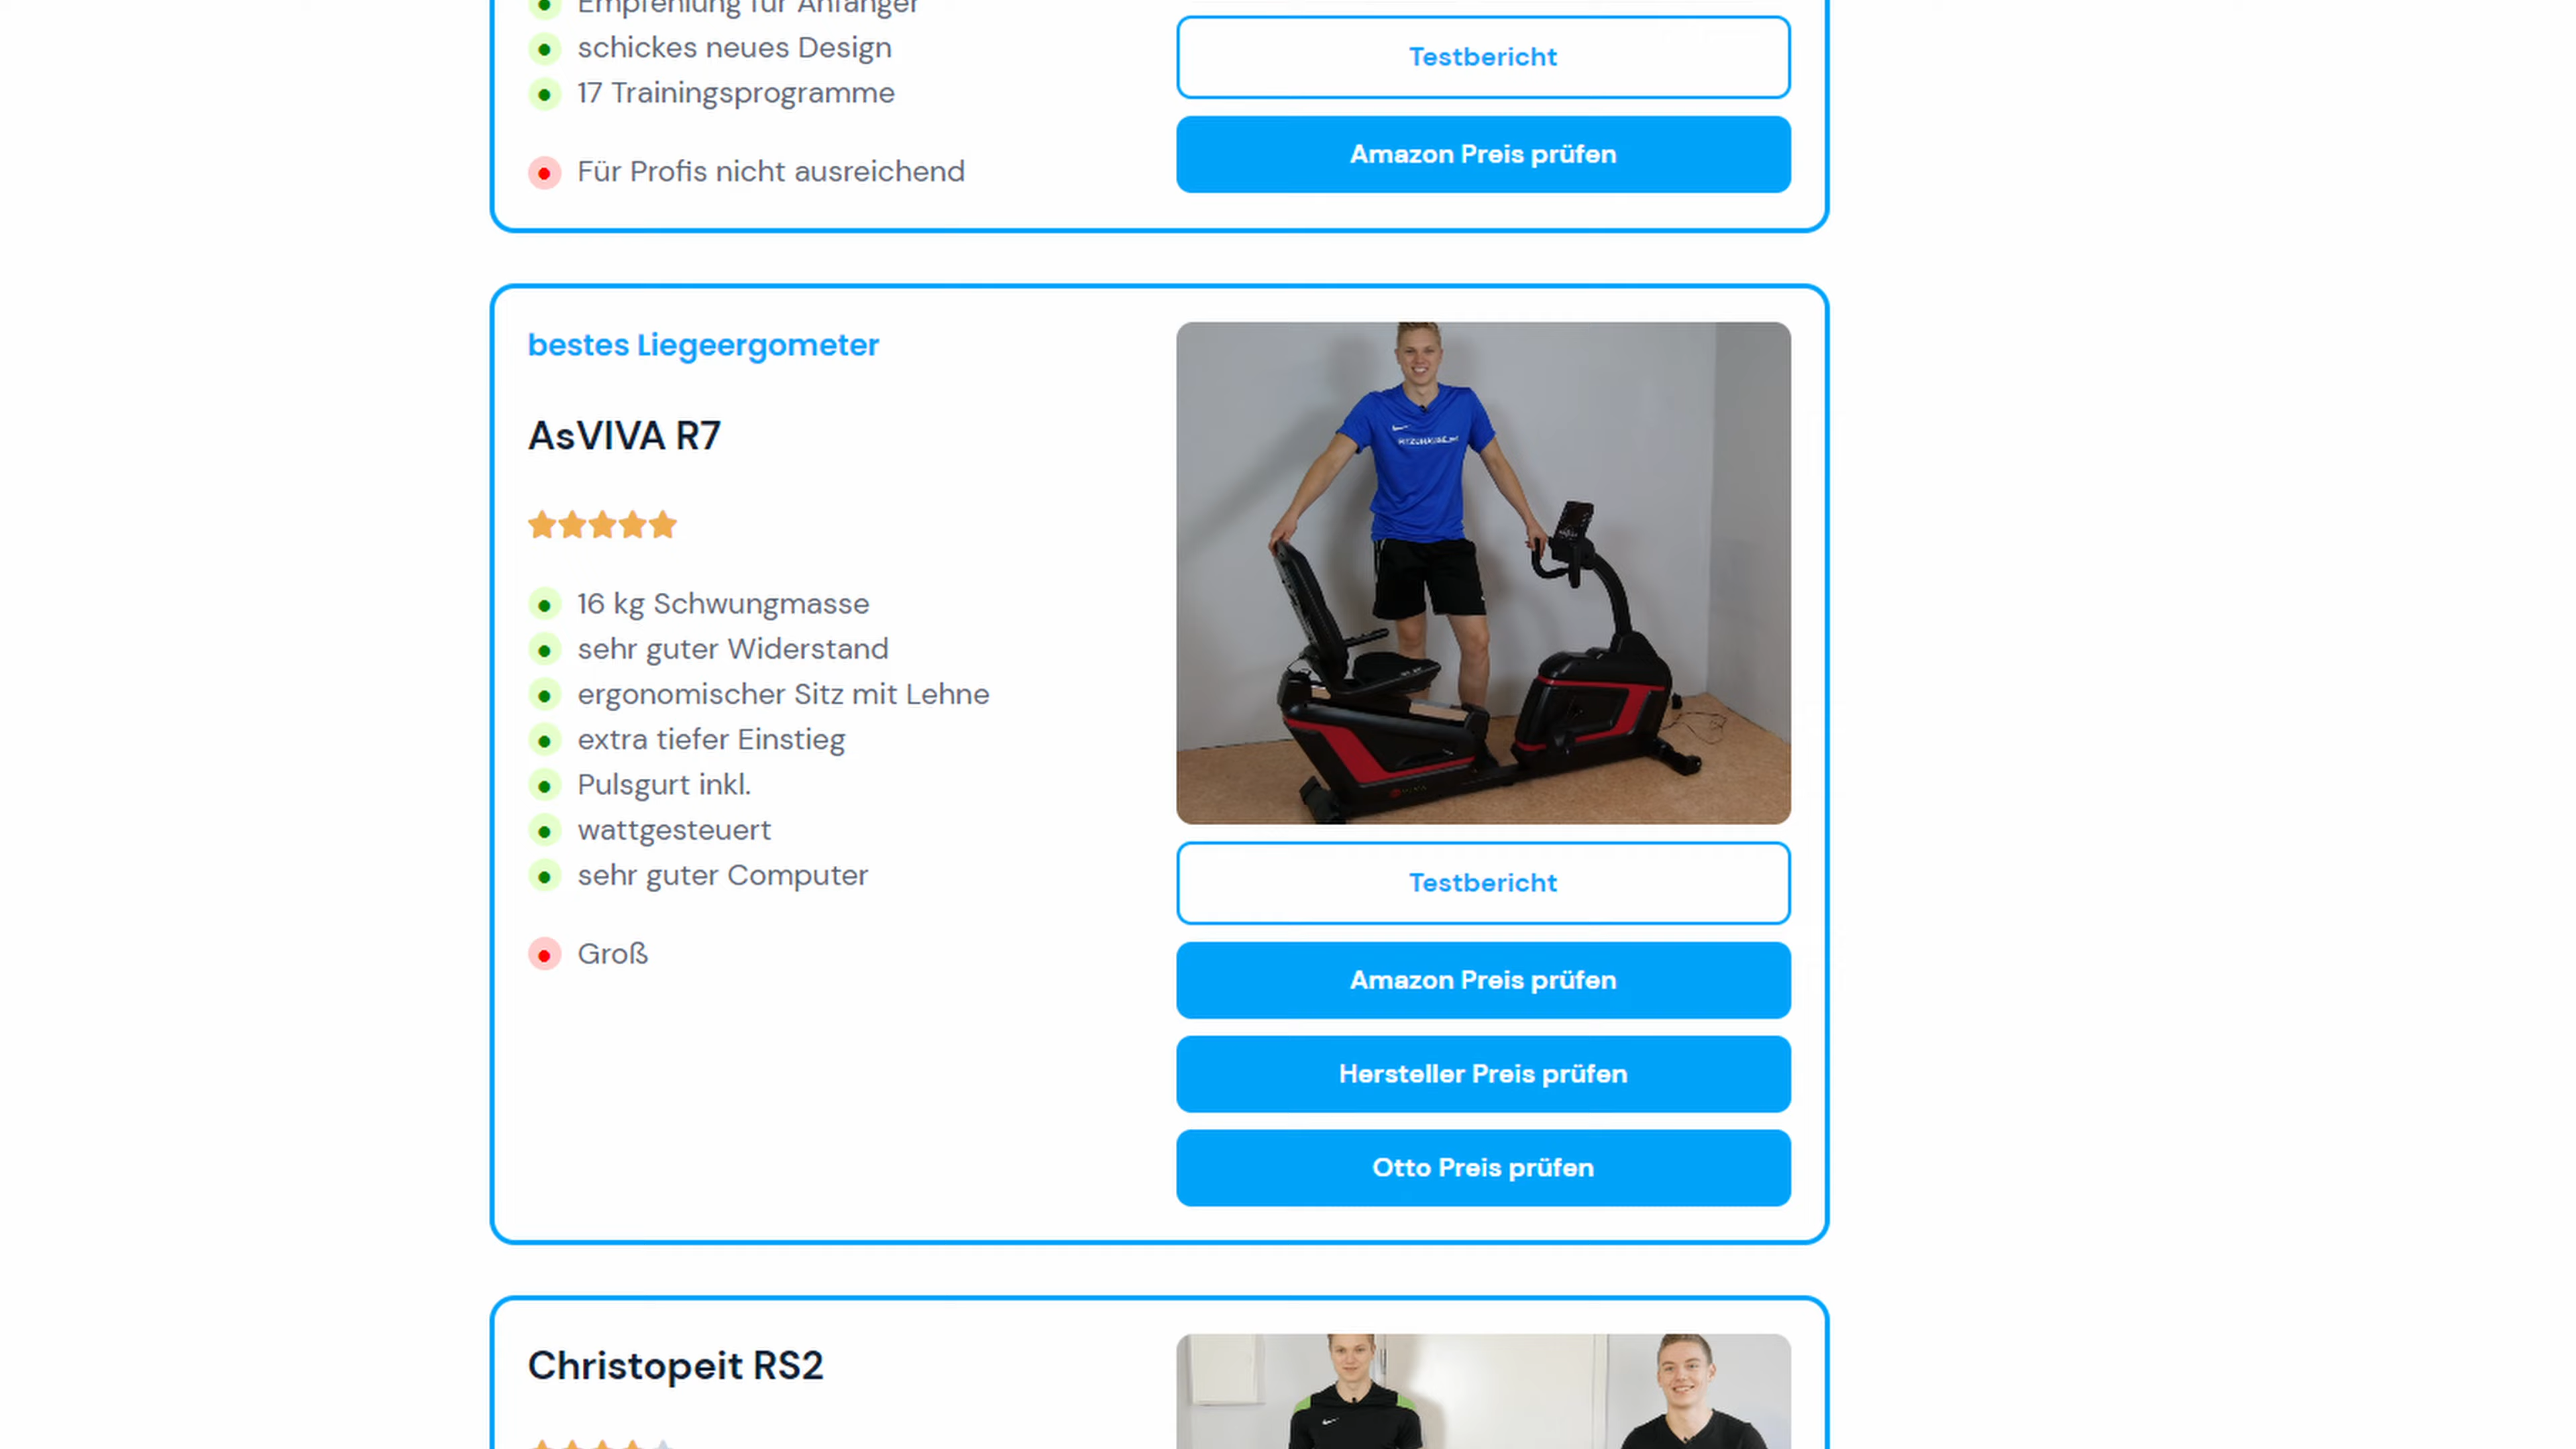 Empfehlung für Anfänger
schickes neues Design
17 Trainingsprogramme
Für Profis nicht ausreichend
Testbericht
Amazon Preis prüfen
bestes Liegeergometer
AsVIVA R7
16 kg Schwungmasse
sehr guter Widerstand
ergonomischer Sitz mit Lehne
extra tiefer Einstieg
Pulsgurt inkl.
wattgesteuert
sehr guter Computer
Groß
Testbericht
Amazon Preis prüfen
Hersteller Preis prüfen
Otto Preis prüfen
Christopeit RS2